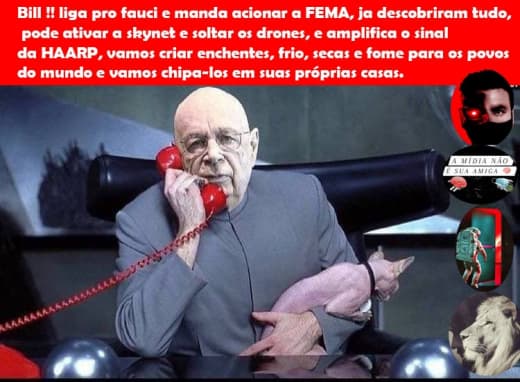 Bill !! liga pro fauci e manda acionar a FEMA, ja descobriram tudo,
pode ativar a skynet e soltar os drones, e amplifica o sinal
da HAARP, vamos criar enchentes, frio, secas e fome para os povos
do mundo e vamos chipa-los em suas próprias casas.
A MÍDIA NÃO
É SUA AMIGA